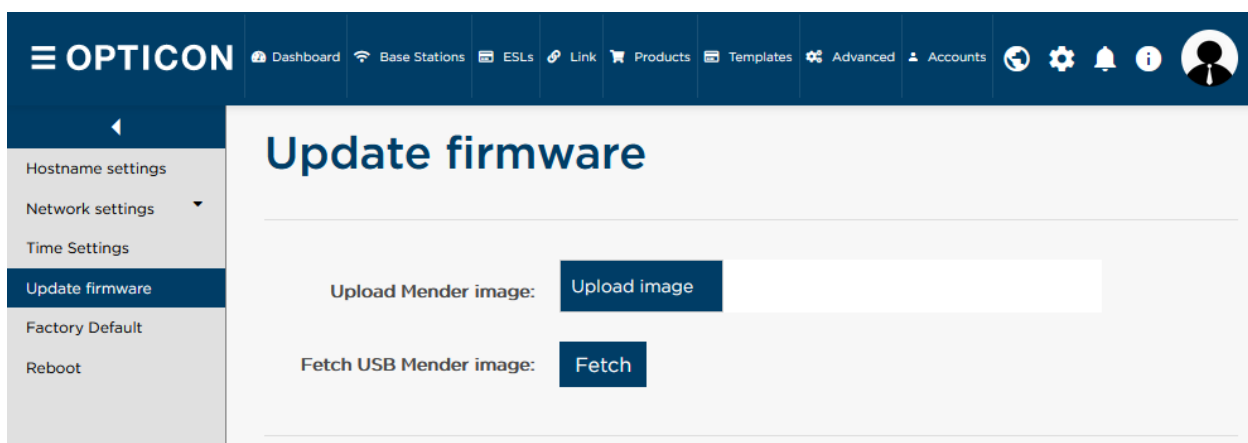 OPTICON Dashboard Base Stations ESLs Link Products Templates Advanced Accounts
Hostname settings
Network settings
Time Settings
Update firmware
Factory Default
Reboot
Update firmware
Upload Mender image: Upload image
Fetch USB Mender image: Fetch